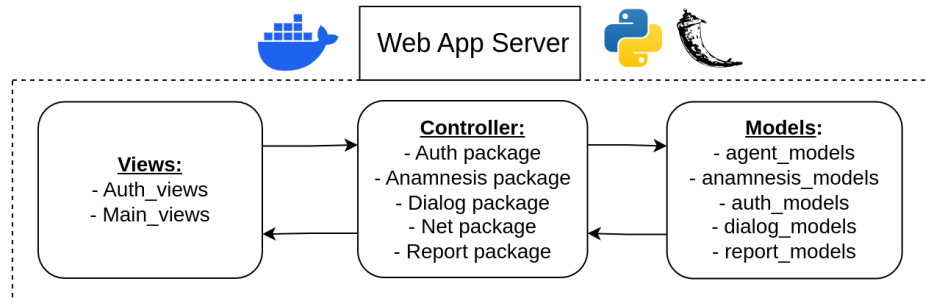 Web App Server
Views:
- Auth_views
- Main_views
Controller:
- Auth package
- Anamnesis package
- Dialog package
- Net package
- Report package
Models:
- agent_models
- anamnesis_models
- auth_models
- dialog_models
- report_models